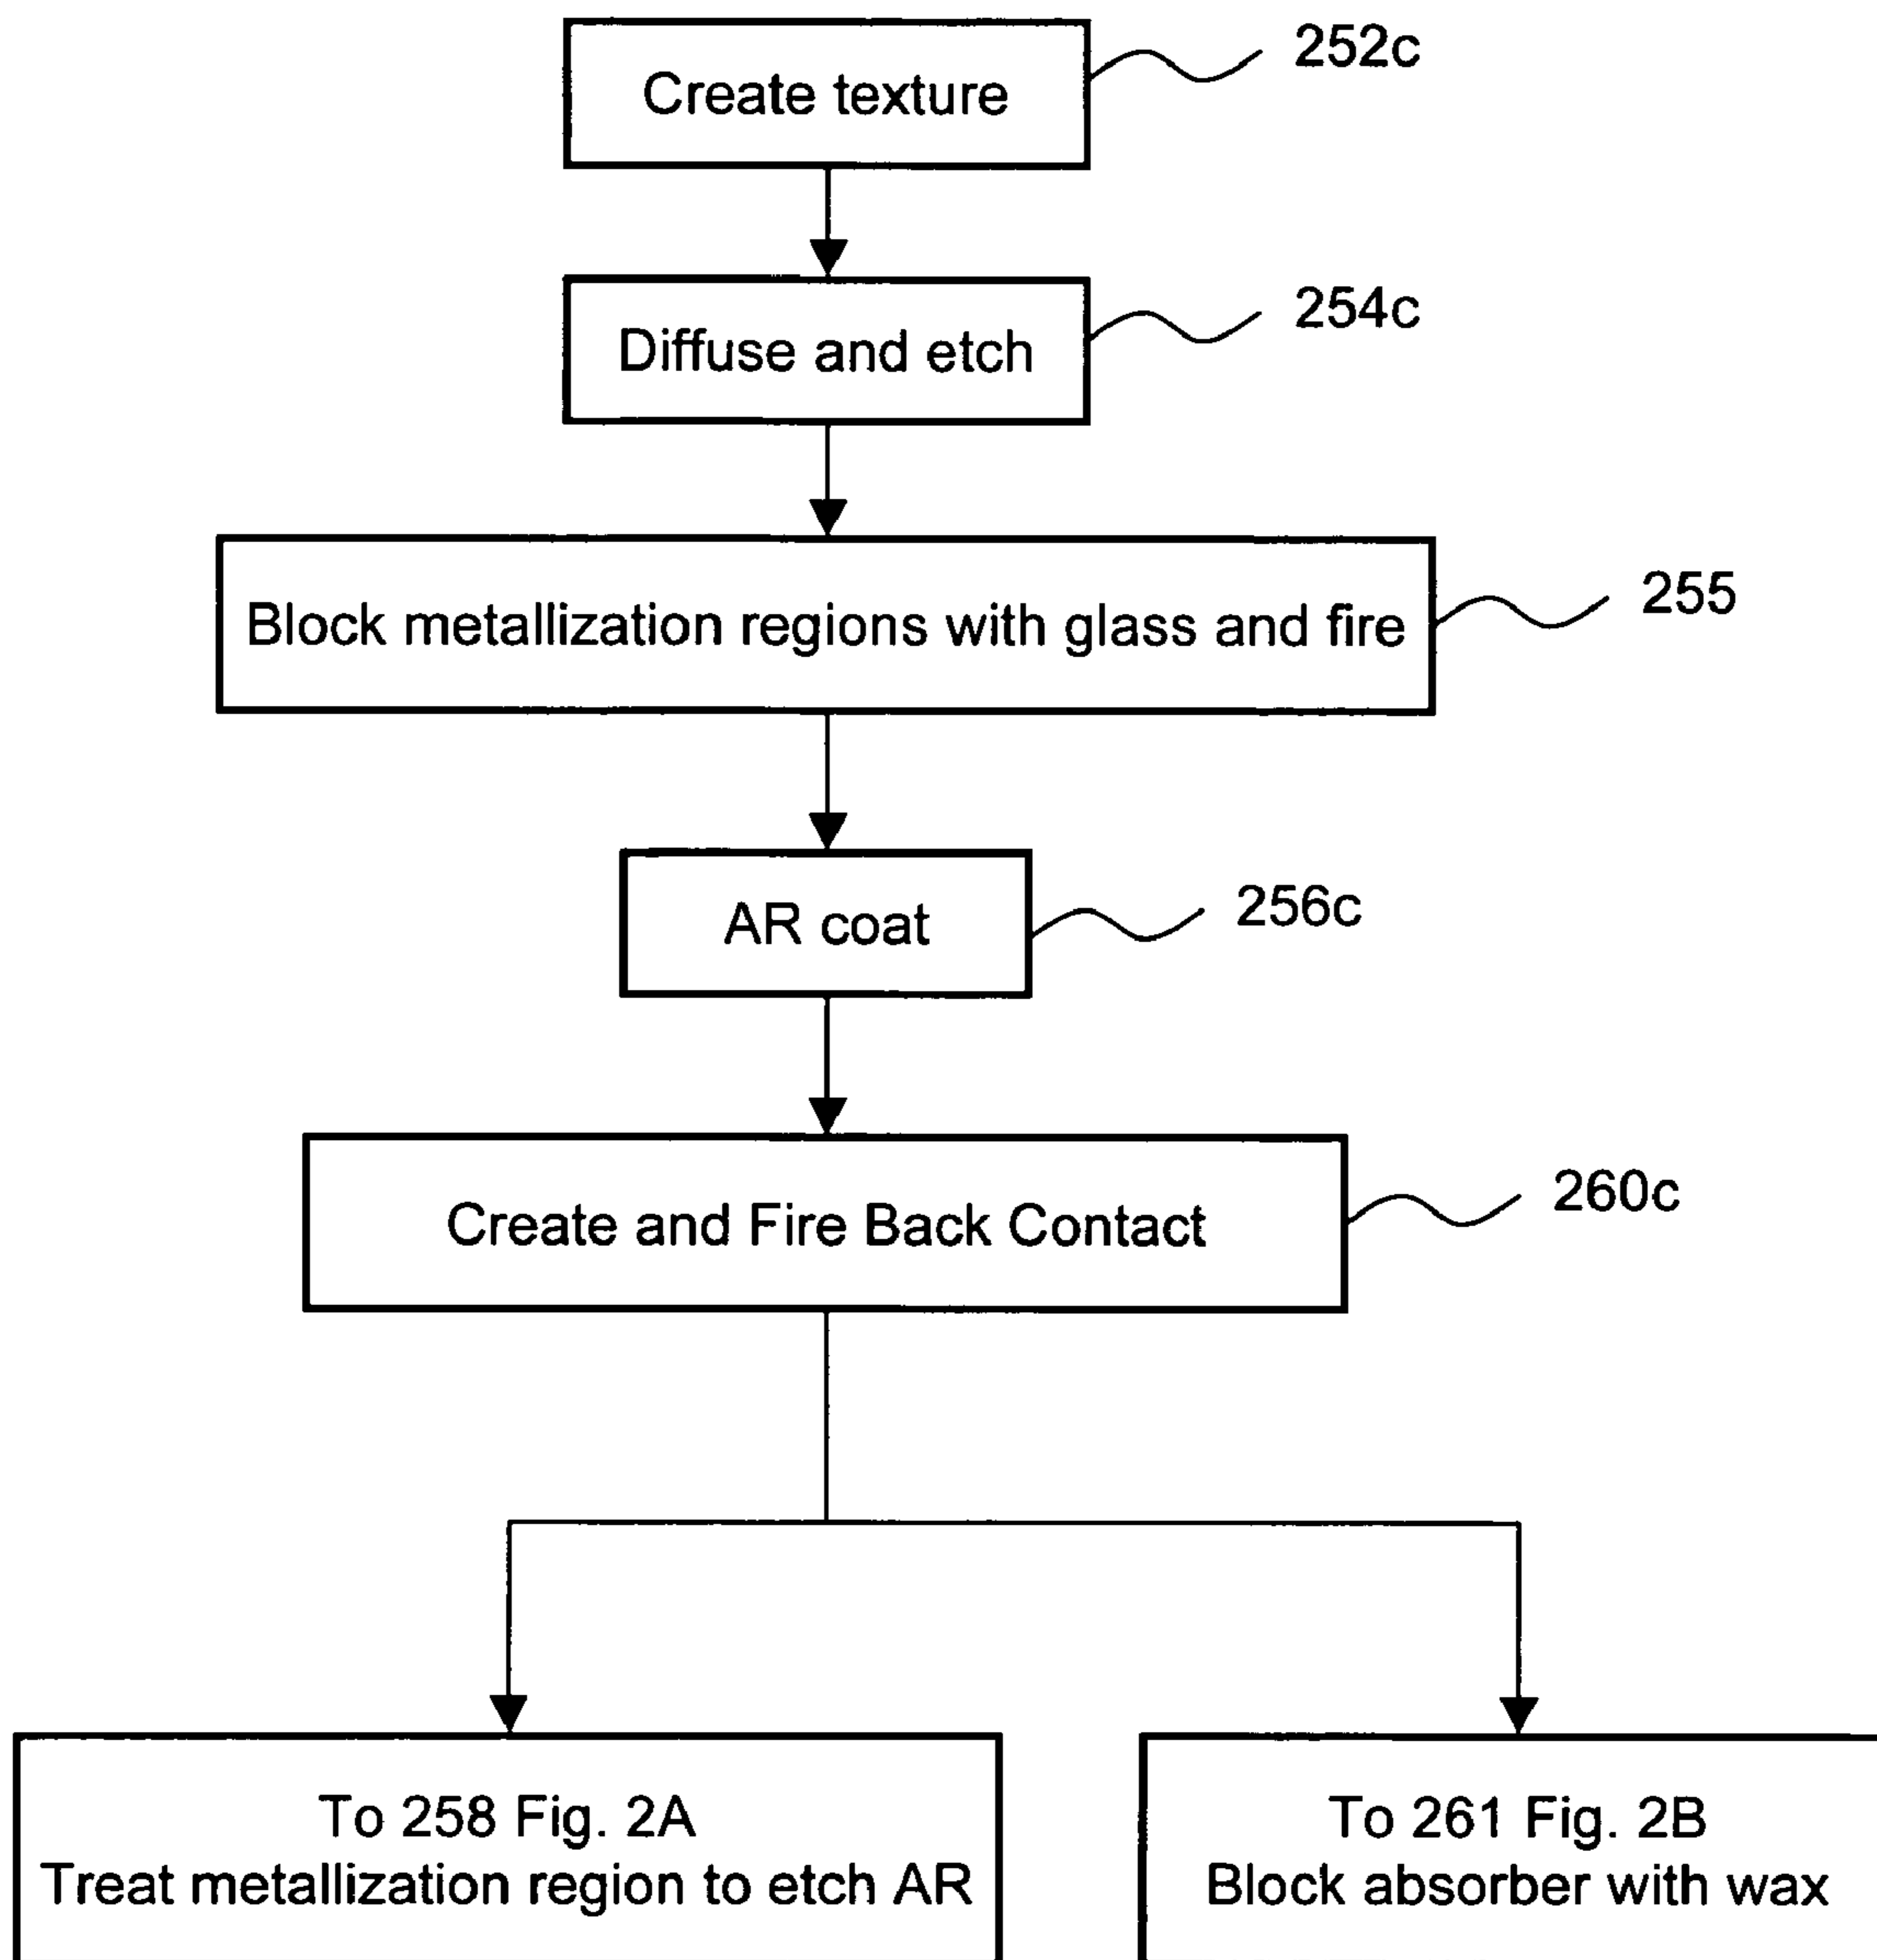 Create texture
252c
Diffuse and etch
254c
Block metallization regions with glass and fire
255
AR coat
256c
Create and Fire Back Contact
260c
To 258 Fig. 2A
Treat metallization region to etch AR
To 261 Fig. 2B
Block absorber with wax